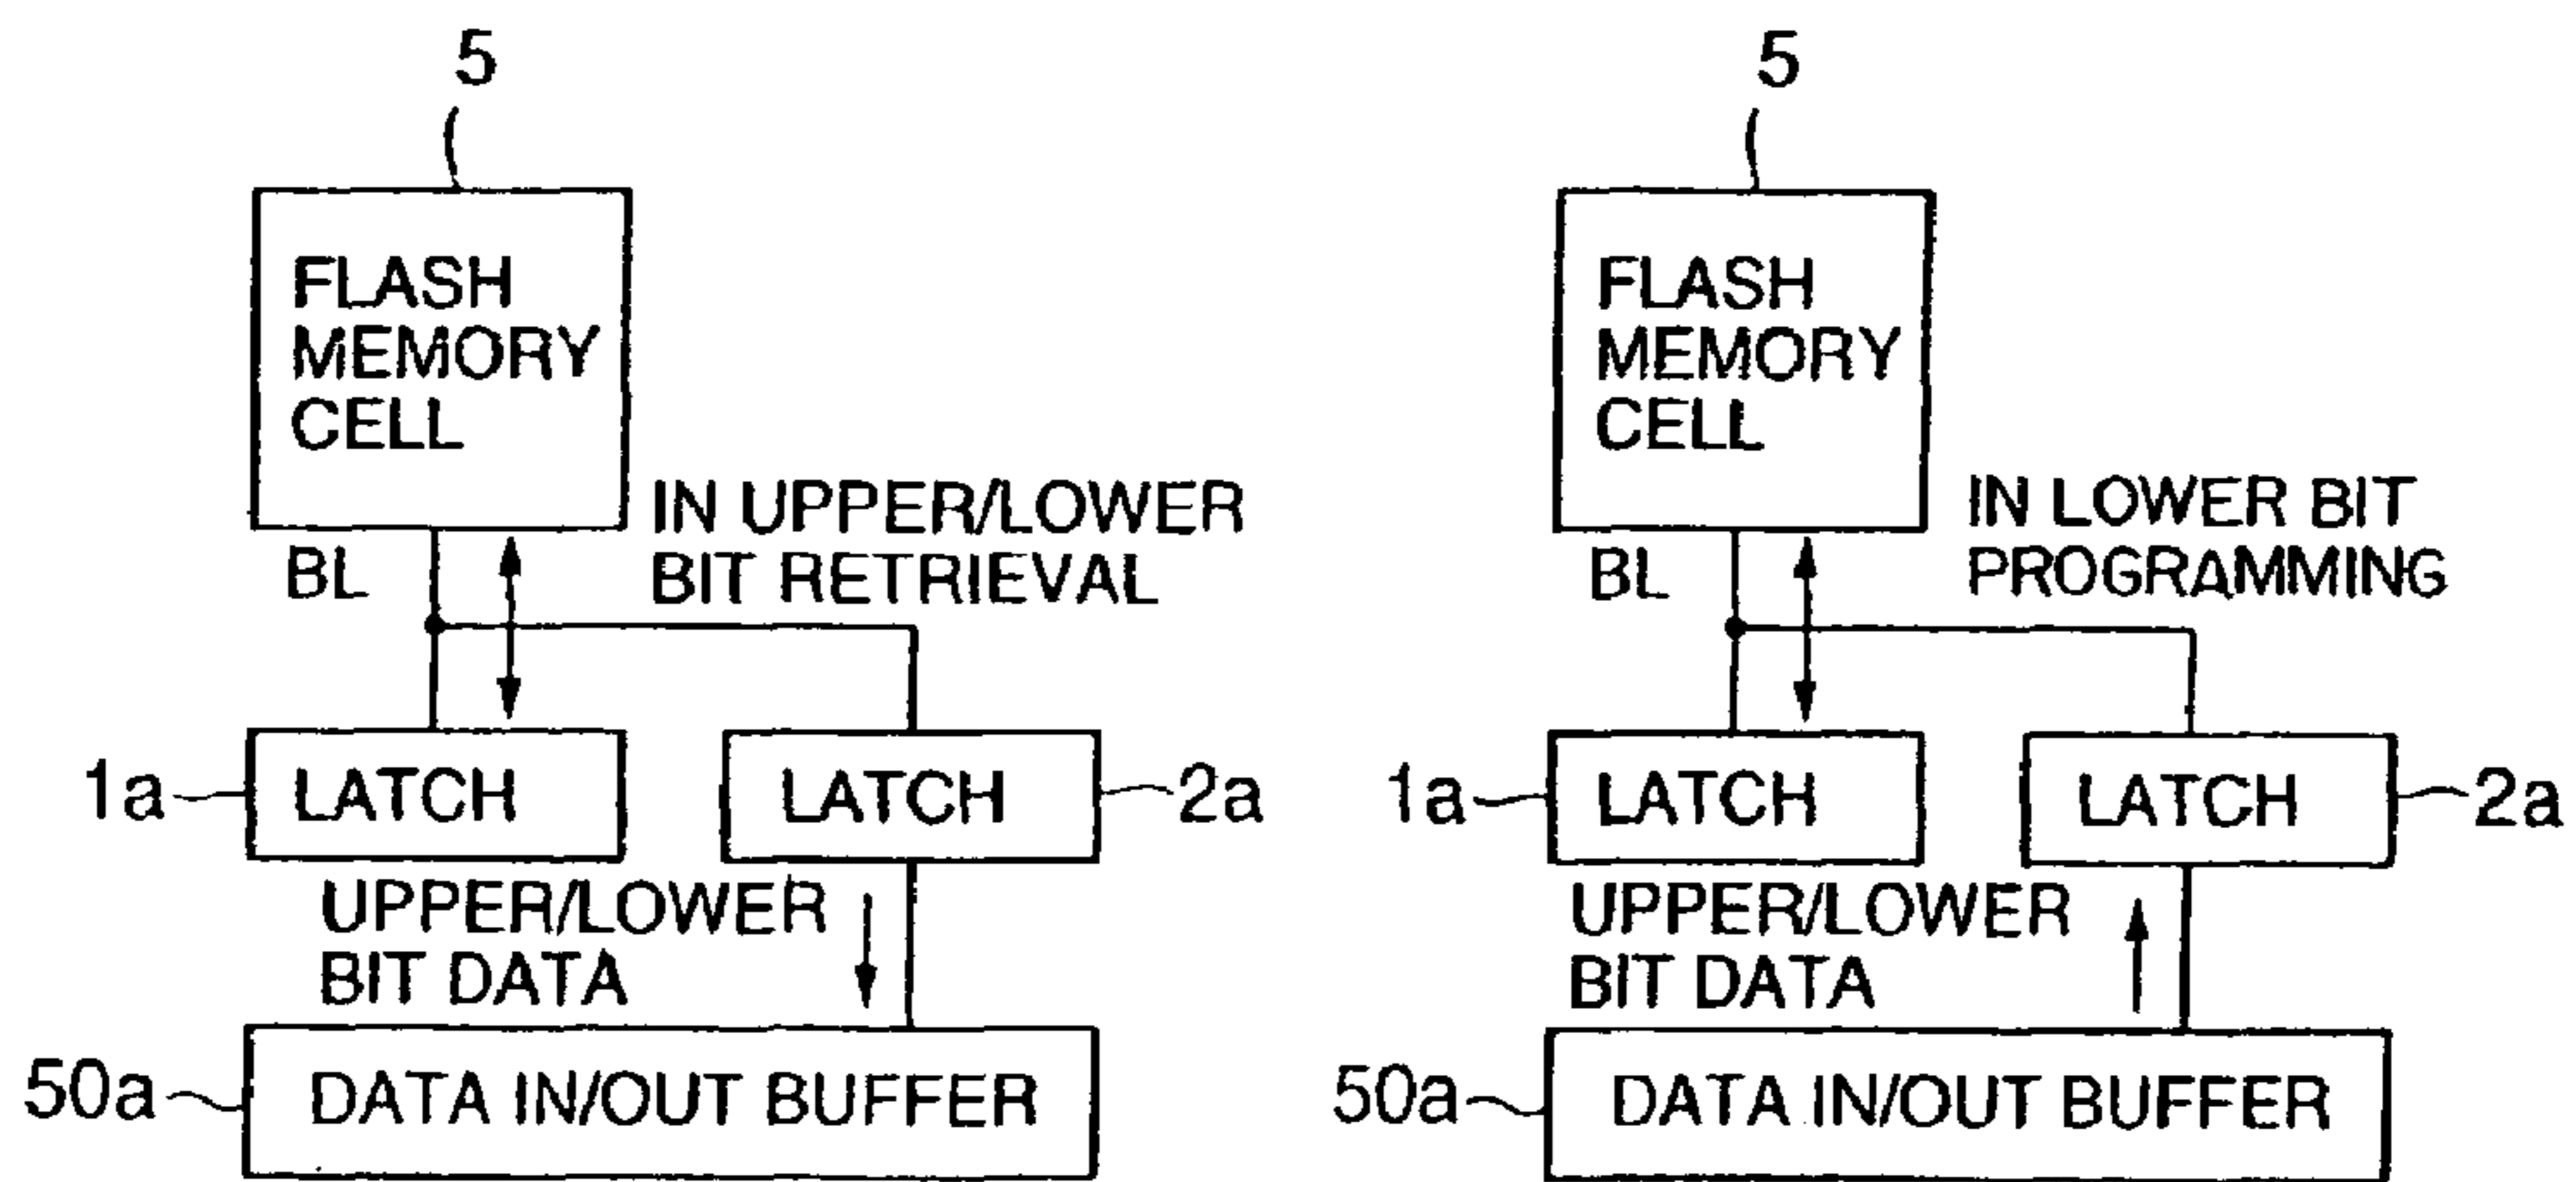 5
FLASH
MEMORY
CELL
IN UPPER/LOWER
BIT RETRIEVAL
BL
1a
LATCH
LATCH
2a
UPPER/LOWER
BIT DATA
50a
DATA IN/OUT BUFFER
5
FLASH
MEMORY
CELL
IN LOWER BIT
PROGRAMMING
BL
1a
LATCH
LATCH
2a
UPPER/LOWER
BIT DATA
50a
DATA IN/OUT BUFFER